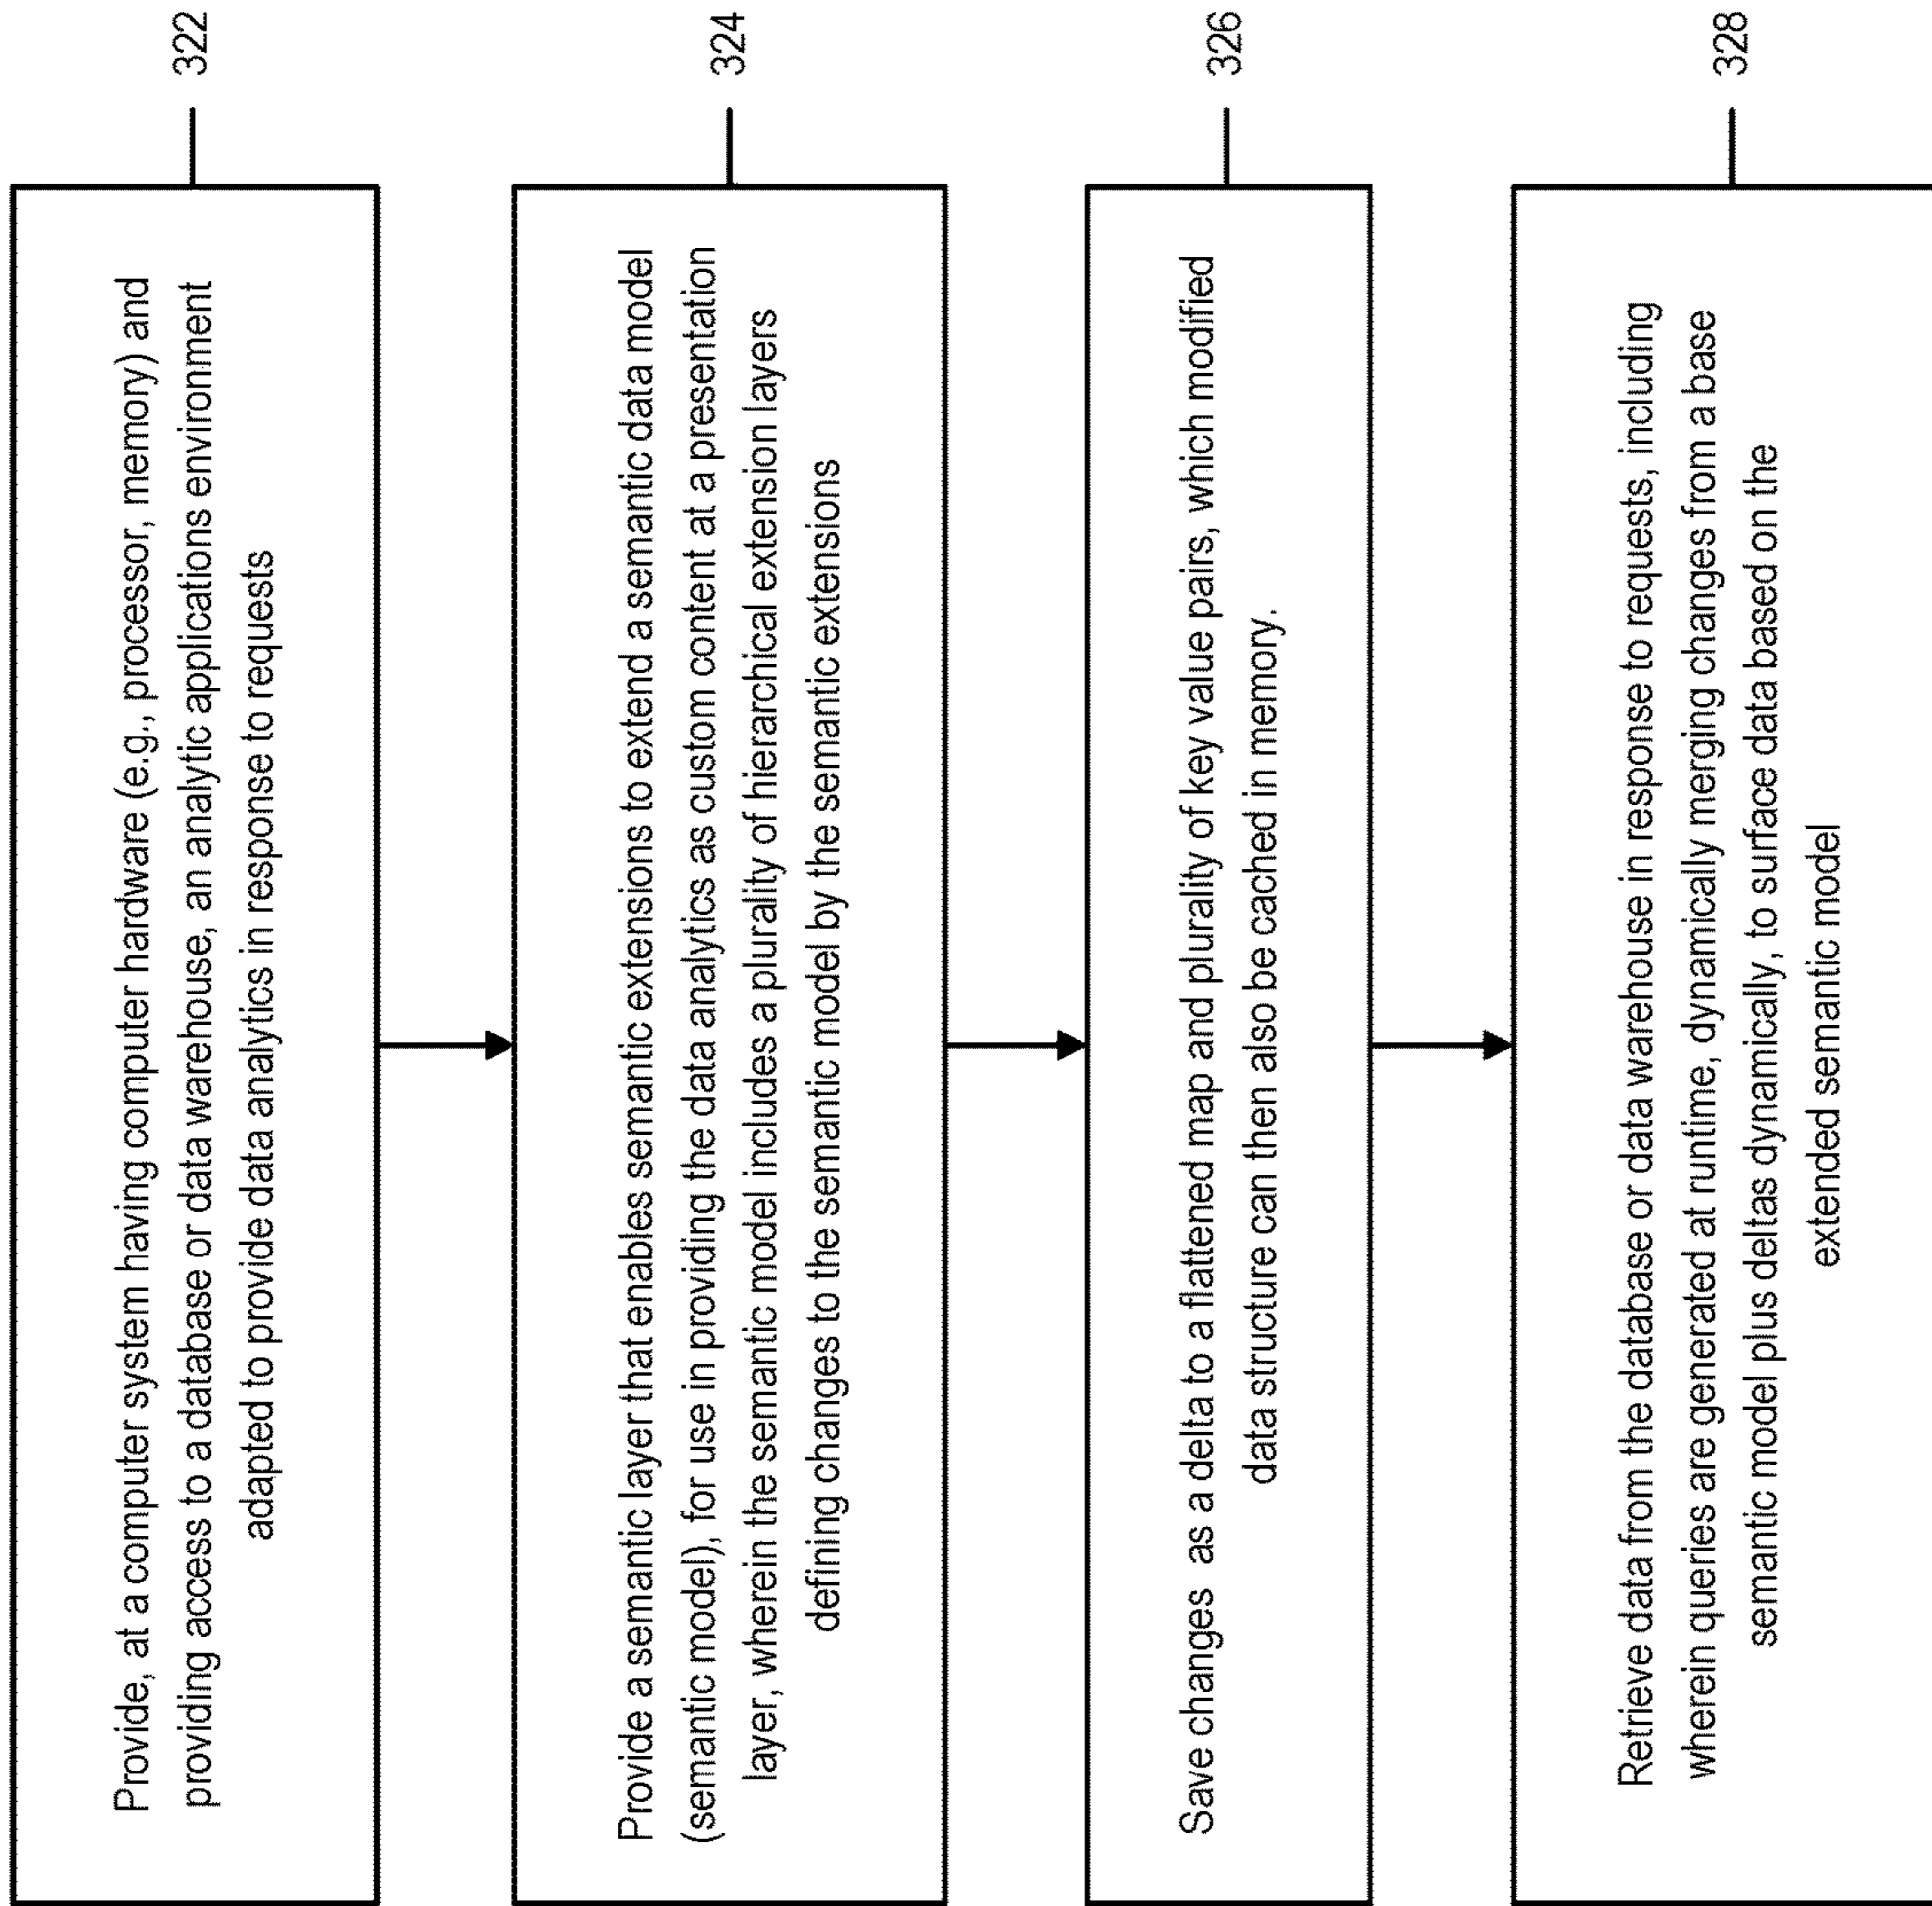 Provide, at a computer system having computer hardware (e.g., processor, memory) and
providing access to a database or data warehouse, an analytic applications environment
adapted to provide data analytics in response to requests
322
Provide a semantic layer that enables semantic extensions to extend a semantic data model
(semantic model), for use in providing the data analytics as custom content at a presentation
layer, wherein the semantic model includes a plurality of hierarchical extension layers
defining changes to the semantic model by the semantic extensions
324
Save changes as a delta to a flattened map and plurality of key value pairs, which modified
data structure can then also be cached in memory.
326
Retrieve data from the database or data warehouse in response to requests, including
wherein queries are generated at runtime, dynamically merging changes from a base
semantic model plus deltas dynamically, to surface data based on the
extended semantic model
328